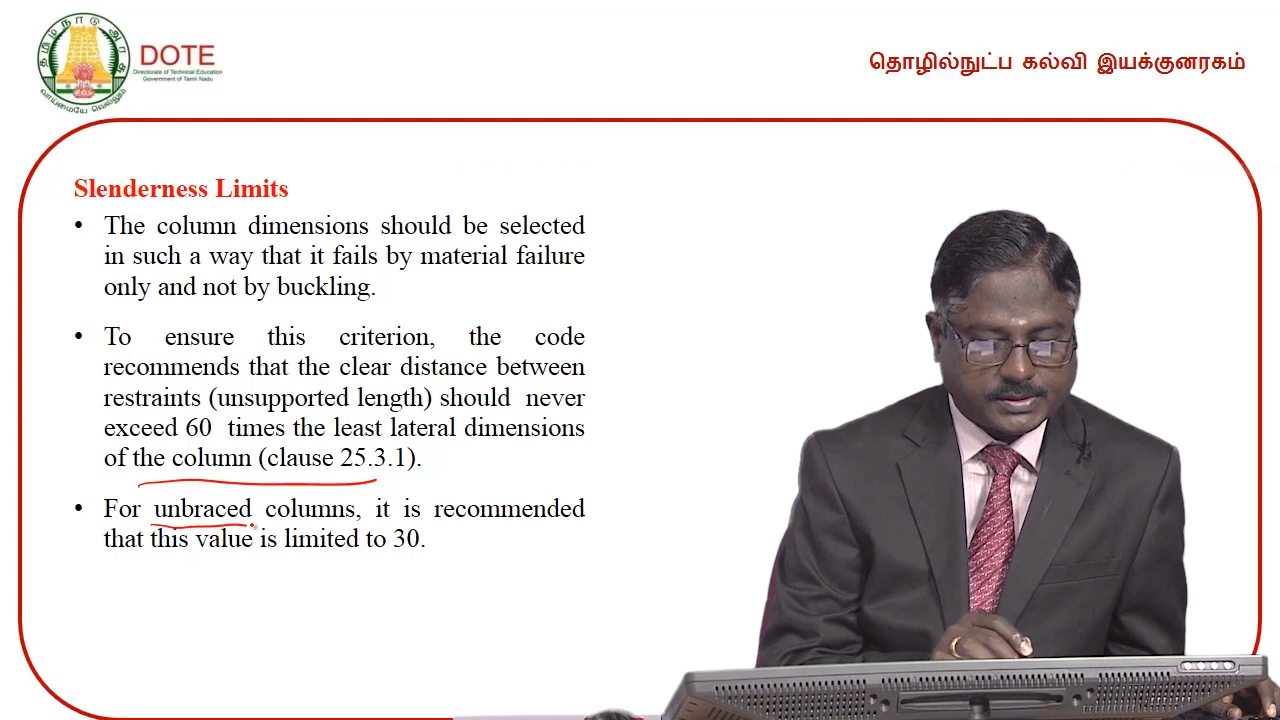 தமிழ்நாடு அரசு
வாய்மையே வெல்லும்
DOTE
Directorate of Technical Education
Government of Tamil Nadu
தொழில்நுட்ப கல்வி இயக்குனரகம்
Slenderness Limits
• The column dimensions should be selected
in such a way that it fails by material failure
only and not by buckling.
• To ensure this criterion, the code
recommends that the clear distance between
restraints (unsupported length) should never
exceed 60 times the least lateral dimensions
of the column (clause 25.3.1).
• For unbraced columns, it is recommended
that this value is limited to 30.